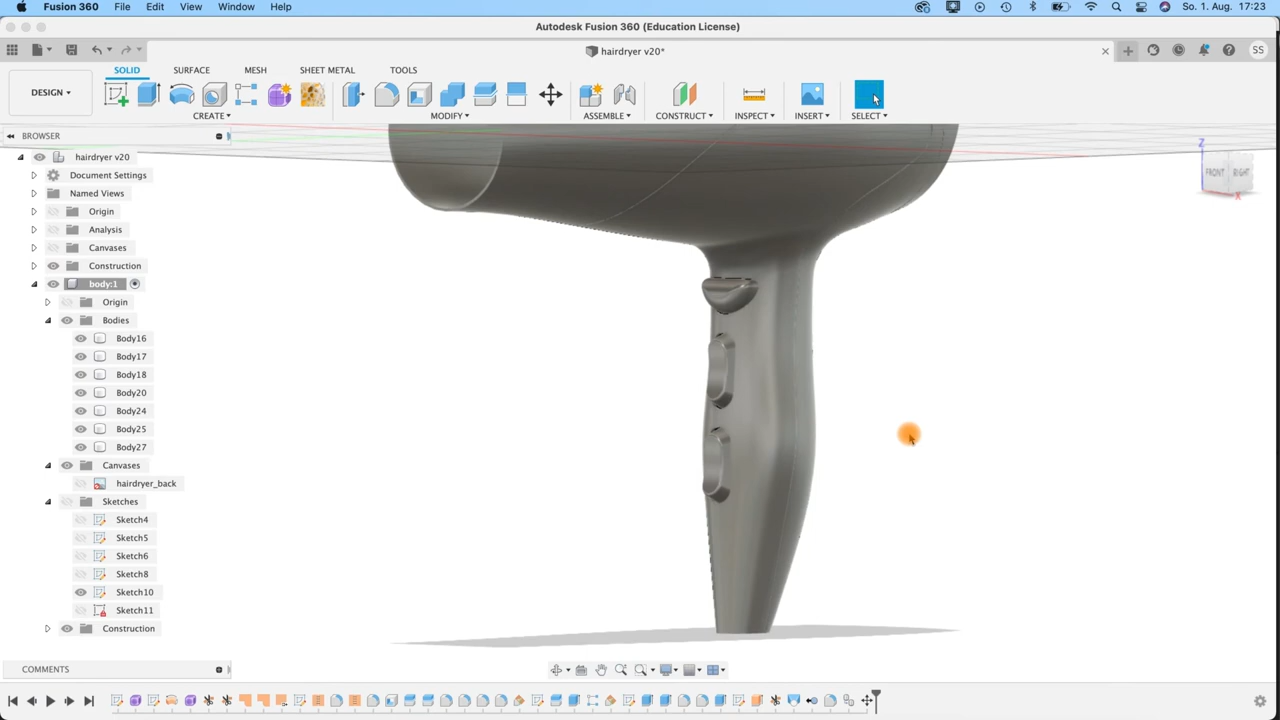 Fusion 360 File Edit View Window Help So. 1. Aug. 17:23
Autodesk Fusion 360 (Education License)
hairdryer v20* SS
SOLID SURFACE MESH SHEET METAL TOOLS
DESIGN
CREATE MODIFY ASSEMBLE CONSTRUCT INSPECT INSERT SELECT
BROWSER
hairdryer v20
Document Settings
Named Views
Origin
Analysis
Canvases
Construction
body:1
Origin
Bodies
Body16
Body17
Body18
Body20
Body24
Body25
Body27
Canvases
hairdryer_back
Sketches
Sketch4
Sketch5
Sketch6
Sketch8
Sketch10
Sketch11
Construction
COMMENTS
Z
FRONT RIGHT
X